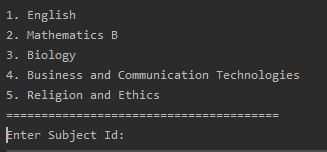 1. English
2. Mathematics B
3. Biology
4. Business and Communication Technologies
5. Religion and Ethics
=======================================
Enter Subject Id: